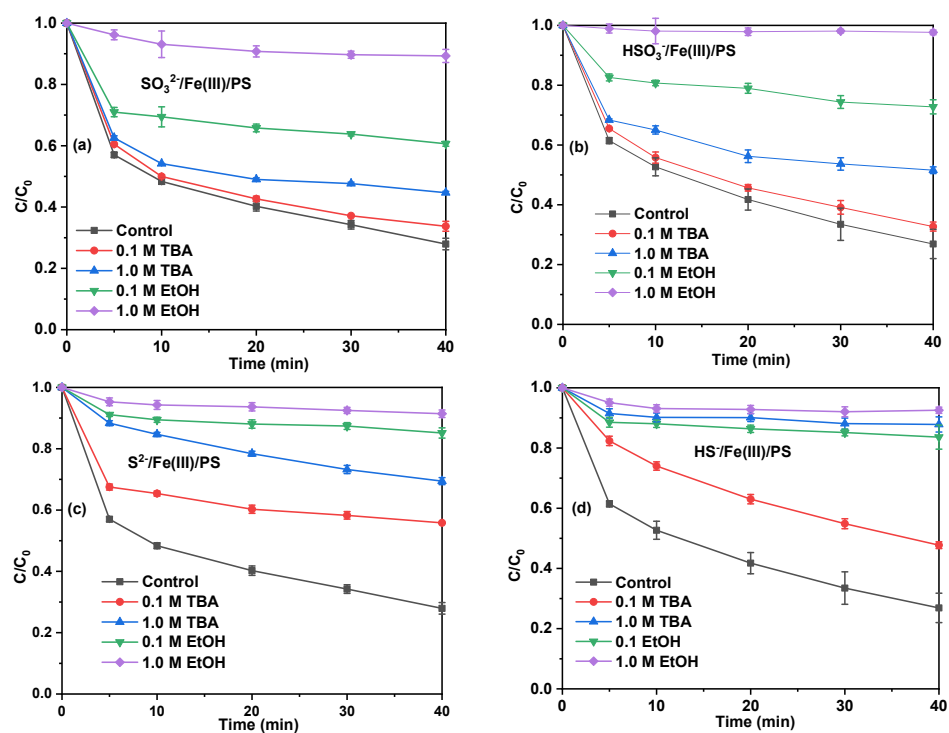 1.0
0.8
0.6
0.4
0.2
0.0
C/C0
SO3^2-/Fe(III)/PS
(a)
Control
0.1 M TBA
1.0 M TBA
0.1 M EtOH
1.0 M EtOH
0 10 20 30 40
Time (min)
1.0
0.8
0.6
0.4
0.2
0.0
C/C0
HSO3^-/Fe(III)/PS
(b)
Control
0.1 M TBA
1.0 M TBA
0.1 M EtOH
1.0 M EtOH
0 10 20 30 40
Time (min)
1.0
0.8
0.6
0.4
0.2
0.0
C/C0
S^2-/Fe(III)/PS
(c)
Control
0.1 M TBA
1.0 M TBA
0.1 M EtOH
1.0 M EtOH
0 10 20 30 40
Time (min)
1.0
0.8
0.6
0.4
0.2
0.0
C/C0
HS^-/Fe(III)/PS
(d)
Control
0.1 M TBA
1.0 M TBA
0.1 EtOH
1.0 M EtOH
0 10 20 30 40
Time (min)